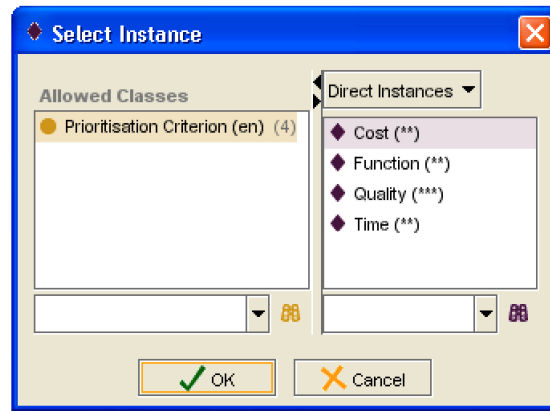 Select Instance
Allowed Classes
Prioritisation Criterion (en) (4)
Direct Instances
Cost (**)
Function (**)
Quality (***)
Time (**)
OK
Cancel